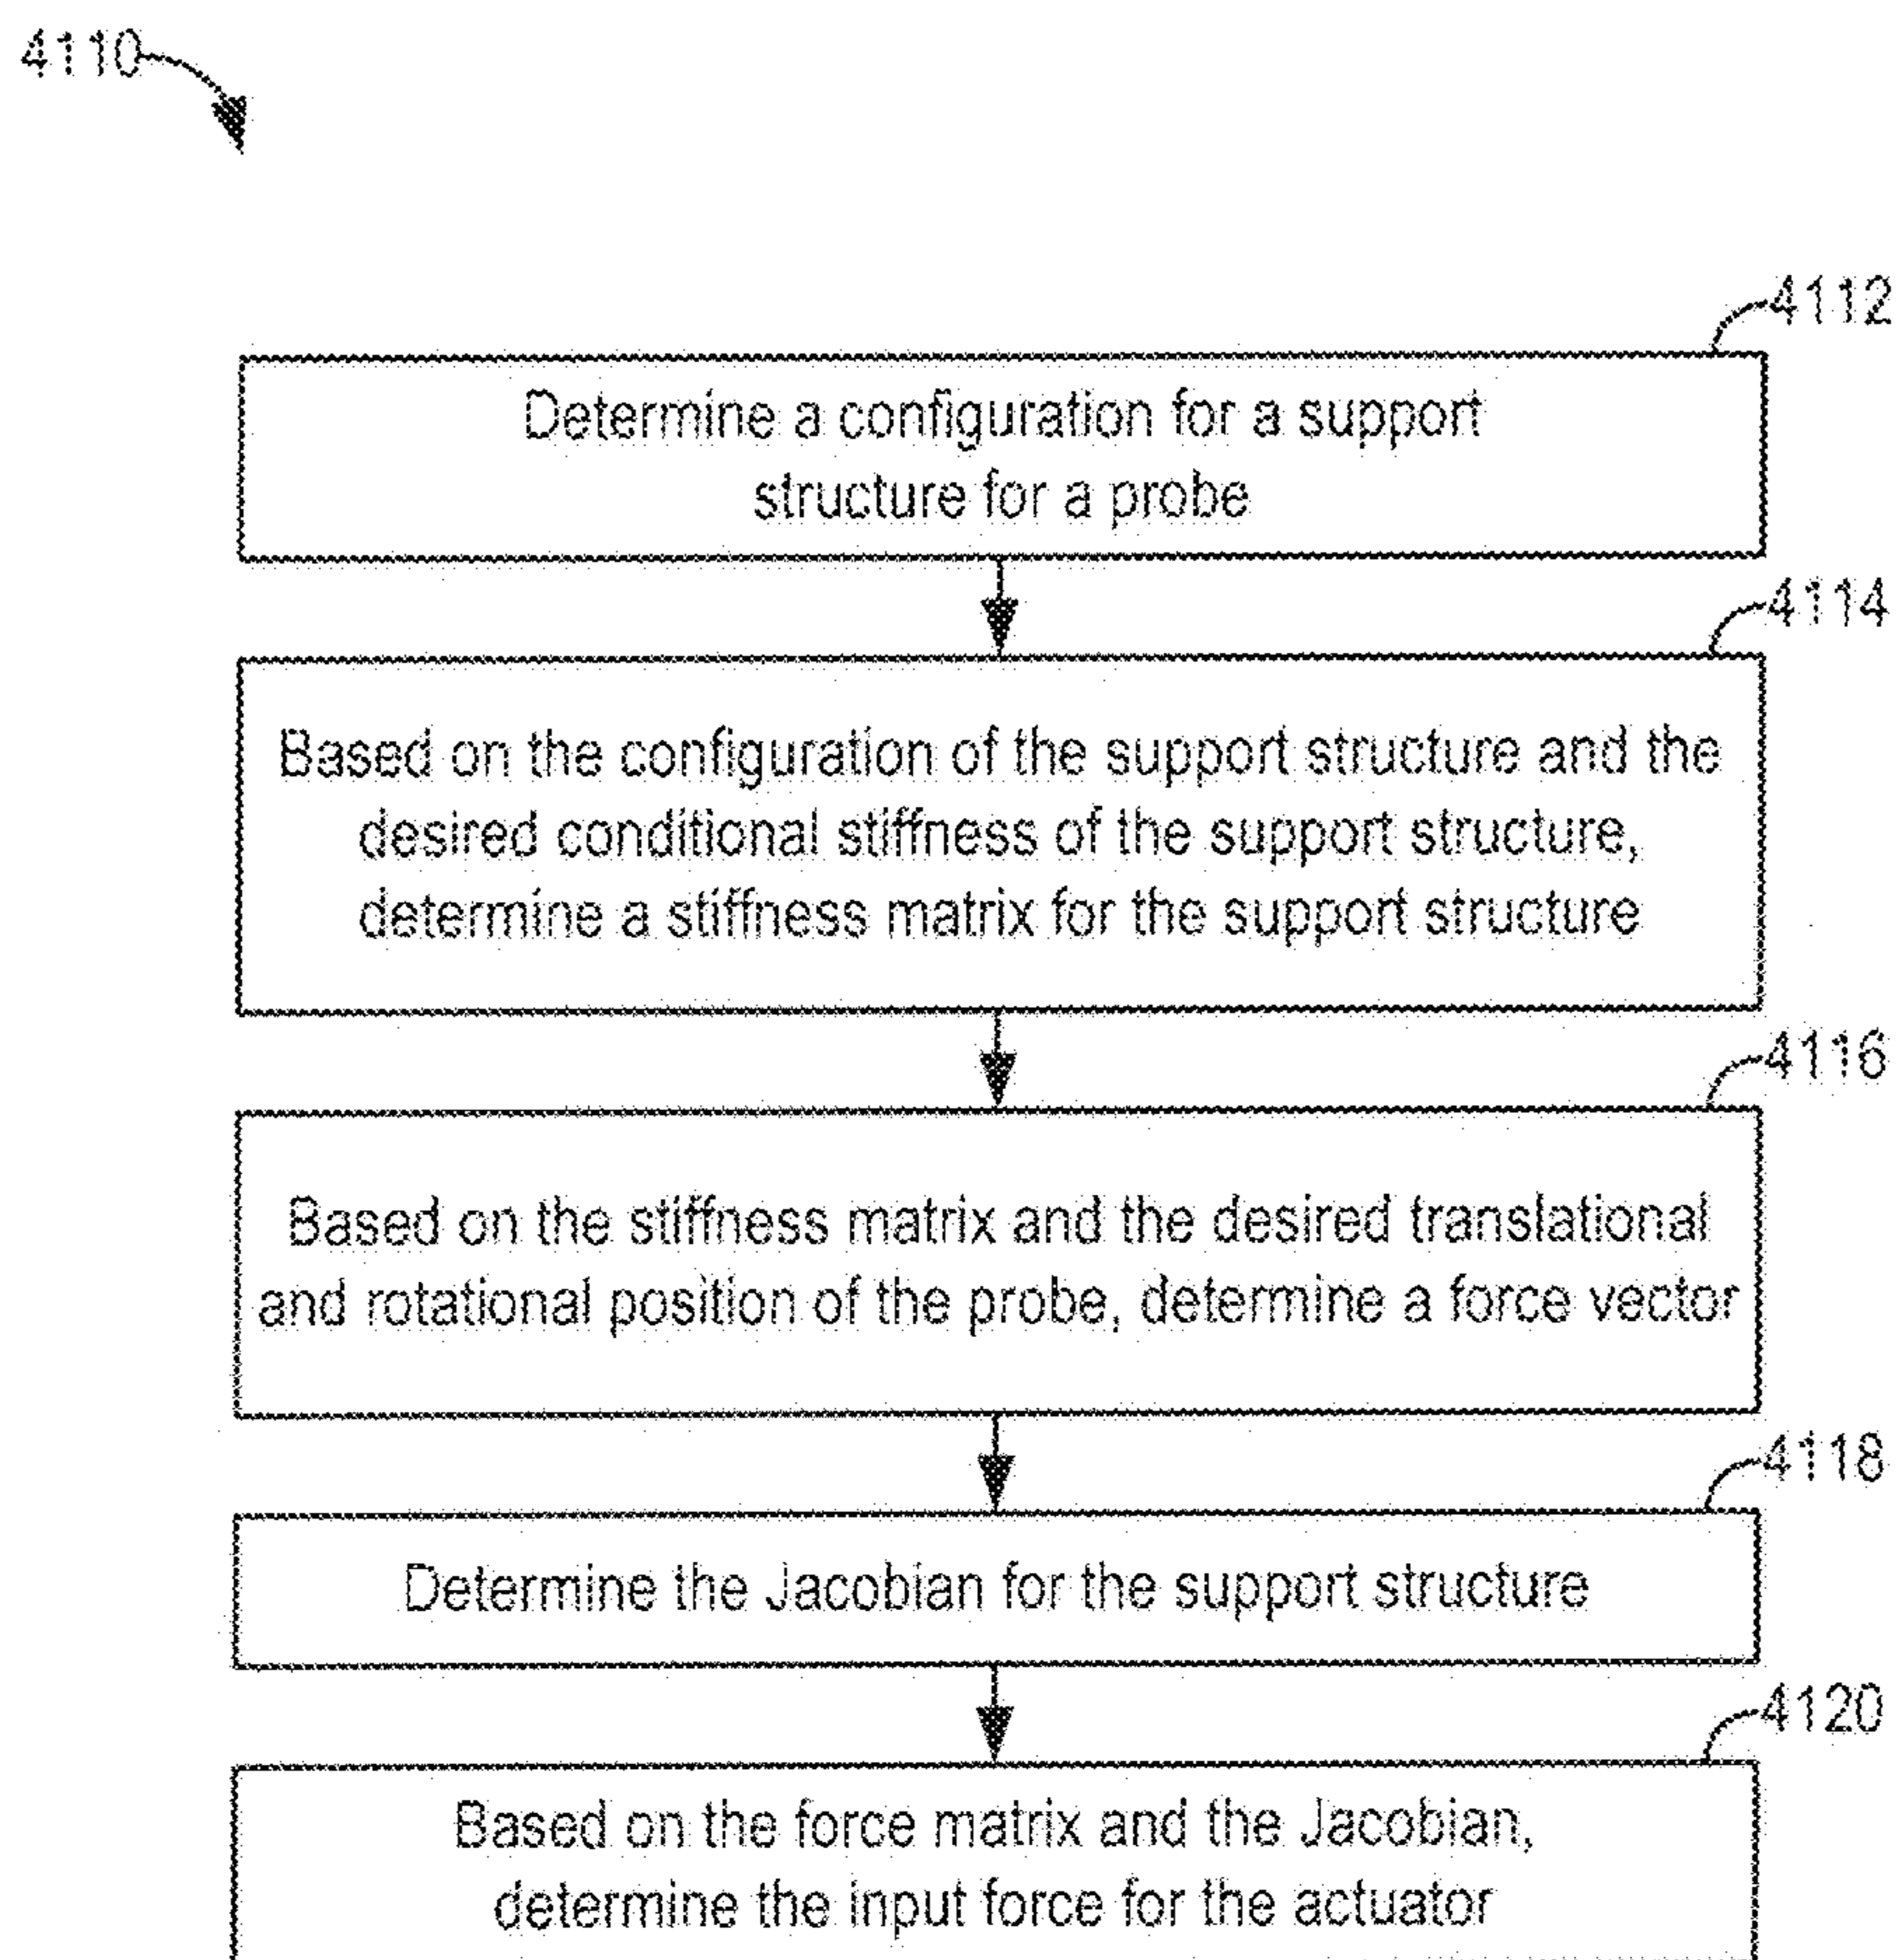 4110
4112
Determine a configuration for a support
structure for a probe
4114
Based on the configuration of the support structure and the
desired conditional stiffness of the support structure,
determine a stiffness matrix for the support structure
4116
Based on the stiffness matrix and the desired translational
and rotational position of the probe, determine a force vector
4118
Determine the Jacobian for the support structure
4120
Based on the force matrix and the Jacobian,
determine the input force for the actuator